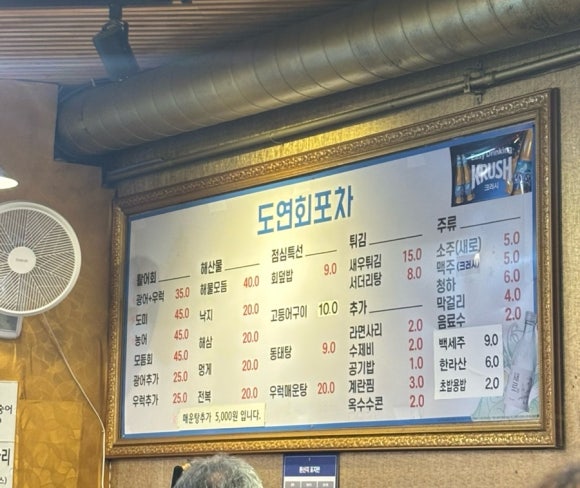 도연회포차
Easy Drinking
KRUSH
크러시
활어회
광어+우럭 35.0
도미 45.0
농어 45.0
모듬회 45.0
광어추가 25.0
우럭추가 25.0
해산물
해물모듬 40.0
낙지 20.0
해삼 20.0
멍게 20.0
전복 20.0
매운탕추가 5,000원 입니다.
점심특선
회덮밥 9.0
고등어구이 10.0
동태탕 9.0
우럭매운탕 20.0
튀김
새우튀김 15.0
서더리탕 8.0
추가
라면사리 2.0
수제비 2.0
공기밥 1.0
계란찜 3.0
옥수수콘 2.0
주류
소주(새로) 5.0
맥주(크러시) 5.0
청하 6.0
막걸리 4.0
음료수 2.0
백세주 9.0
한라산 6.0
초밥용밥 2.0